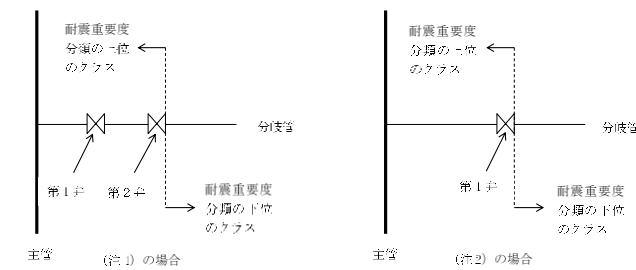 耐震重要度
分類の上位
のクラス
分岐管
第１弁
第２弁
耐震重要度
分類の下位
のクラス
主管
（注1）の場合
耐震重要度
分類の上位
のクラス
分岐管
第１弁
耐震重要度
分類の下位
のクラス
主管
（注2）の場合